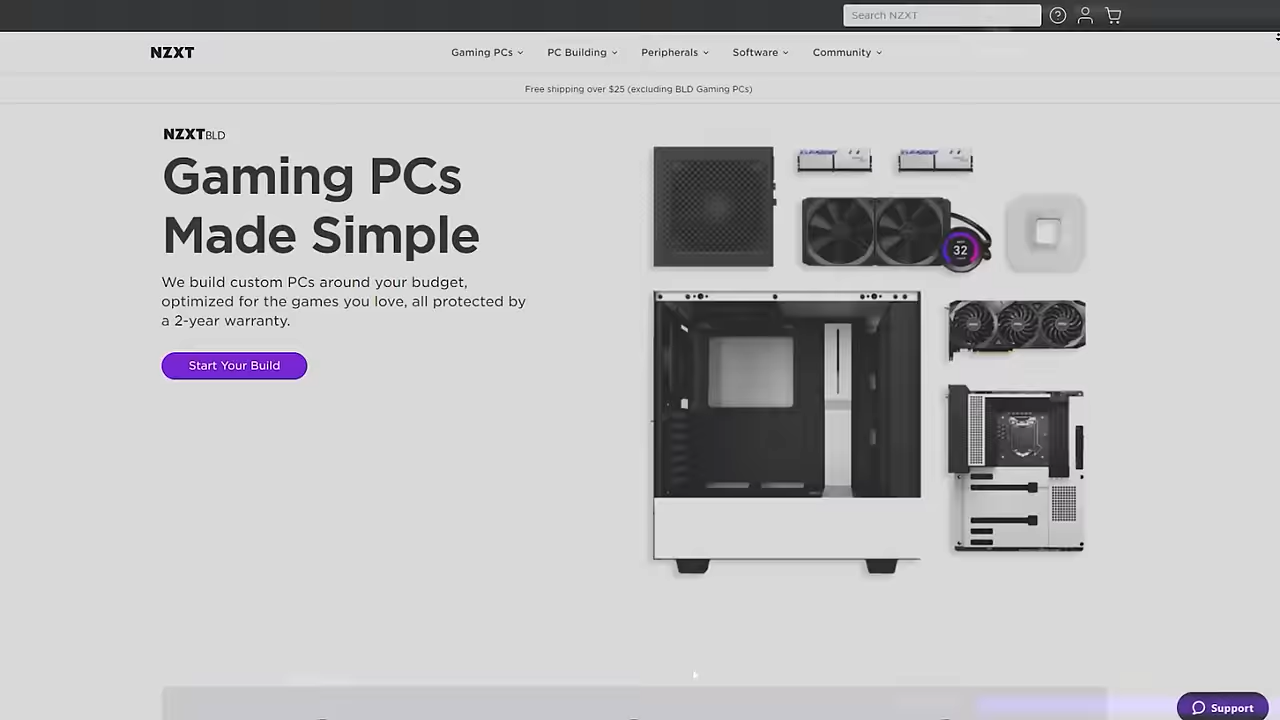 Search NZXT
NZXT
Gaming PCs
PC Building
Peripherals
Software
Community
Free shipping over $25 (excluding BLD Gaming PCs)
NZXTBLD
Gaming PCs
Made Simple
We build custom PCs around your budget,
optimized for the games you love, all protected by
a 2-year warranty.
Start Your Build
32
Support